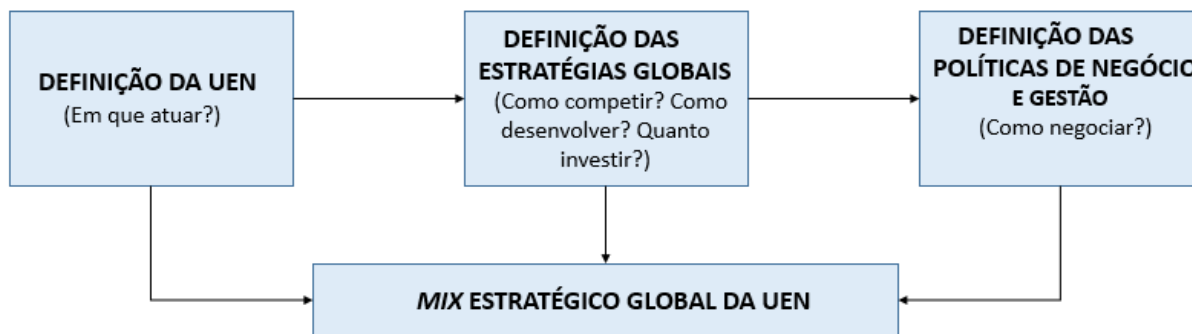 DEFINIÇÃO DA UEN
(Em que atuar?)
DEFINIÇÃO DAS
ESTRATÉGIAS GLOBAIS
(Como competir? Como
desenvolver? Quanto
investir?)
DEFINIÇÃO DAS
POLÍTICAS DE NEGÓCIO
E GESTÃO
(Como negociar?)
MIX ESTRATÉGICO GLOBAL DA UEN